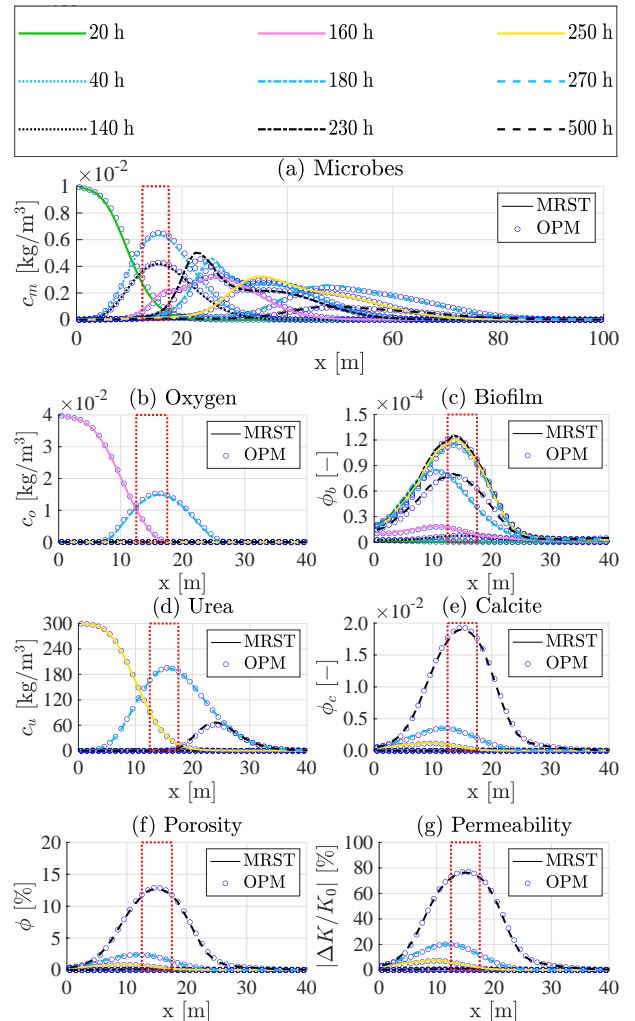 20 h 160 h 250 h
40 h 180 h 270 h
140 h 230 h 500 h
(a) Microbes
×10⁻²
1
0.8
0.6
0.4
0.2
0
c_m [kg/m³]
MRST
OPM
0 20 40 60 80 100
x [m]
(b) Oxygen
×10⁻²
4
3
2
1
0
c_o [kg/m³]
MRST
OPM
0 10 20 30 40
x [m]
(c) Biofilm
×10⁻⁴
1.5
1.2
0.9
0.6
0.3
0
ϕ_b [−]
MRST
OPM
0 10 20 30 40
x [m]
(d) Urea
300
240
180
120
60
0
c_u [kg/m³]
MRST
OPM
0 10 20 30 40
x [m]
(e) Calcite
×10⁻²
2.0
1.5
1.0
0.5
0
ϕ_c [−]
MRST
OPM
0 10 20 30 40
x [m]
(f) Porosity
20
15
10
5
0
ϕ [%]
MRST
OPM
0 10 20 30 40
x [m]
(g) Permeability
100
80
60
40
20
0
|ΔK/K₀| [%]
MRST
OPM
0 10 20 30 40
x [m]